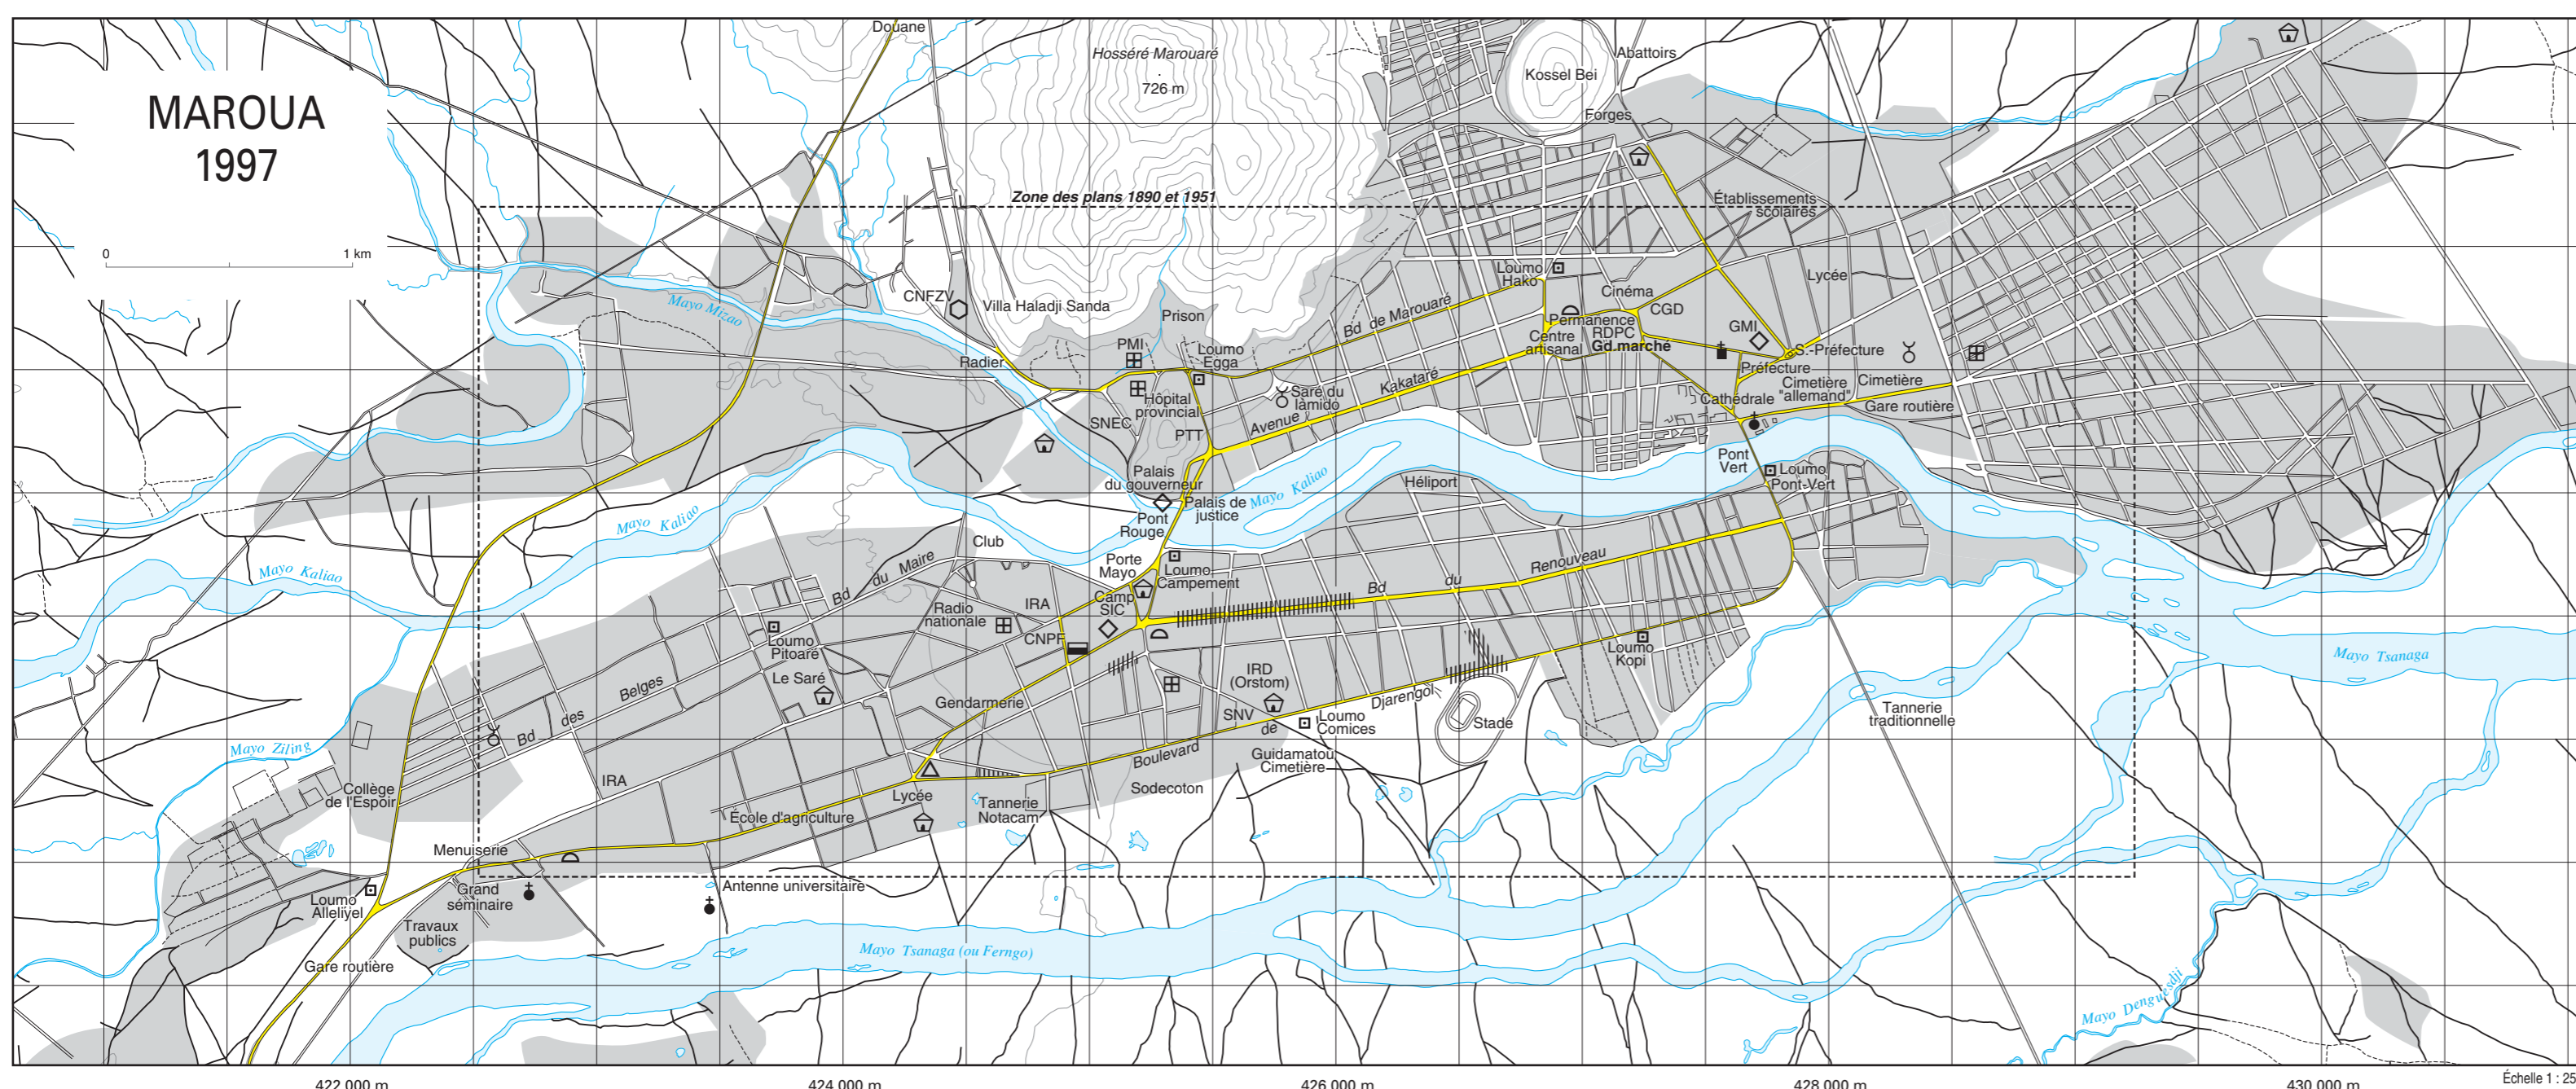 MAROUA
1997
0
1 km
Douane
Hosséré Marouaré
726 m
Kossel Bei
Abattoirs
Forges
Zone des plans 1890 et 1951
Établissements
scolaires
Mayo Mizao
CNFZV
Villa Haladji Sanda
Prison
Loumo
Hako
Cinéma
CGD
Lycée
Bd de Marouaré
Permanence
RDPC
Gd marché
Centre
artisanal
GMI
S.-Préfecture
Radier
PMI
Loumo
Egga
Préfecture
Cimetière
"allemand"
Cimetière
Kakataré
Avenue
Saré du
lamido
Hôpital
provincial
SNEC
PTT
Cathédrale
Gare routière
Palais
du gouverneur
Pont
Vert
Loumo
Pont-Vert
Mayo Kaliao
Héliport
Palais de
justice
Pont
Rouge
Mayo Kaliao
Mayo Kaliao
Club
Bd du Maire
Porte
Mayo
Loumo
Campement
Camp
SIC
Bd du Renouveau
IRA
Radio
nationale
CNPF
Loumo
Pitoaré
Loumo
Kopi
Mayo Tsanaga
Le Saré
IRD
(Orstom)
Bd des Belges
Gendarmerie
SNV
Loumo
Comices
Stade
Boulevard de Djarengol
Tannerie
traditionnelle
Mayo Ziling
Guidamatou
Cimetière
Collège
de l'Espoir
IRA
Lycée
Tannerie
Notacam
Sodecoton
École d'agriculture
Menuiserie
Grand
séminaire
Antenne universitaire
Loumo
Alleliyel
Travaux
publics
Gare routière
Mayo Tsanaga (ou Ferngo)
Mayo Denguesdji
422 000 m
424 000 m
426 000 m
428 000 m
430 000 m
Échelle 1 : 25